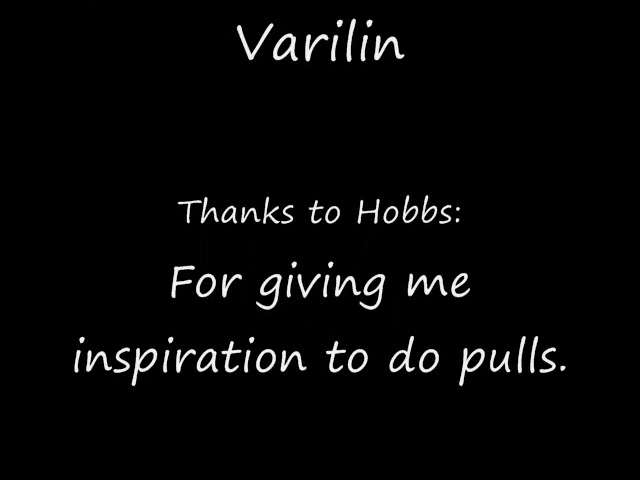 Varilin
Thanks to Hobbs:
For giving me
inspiration to do pulls.